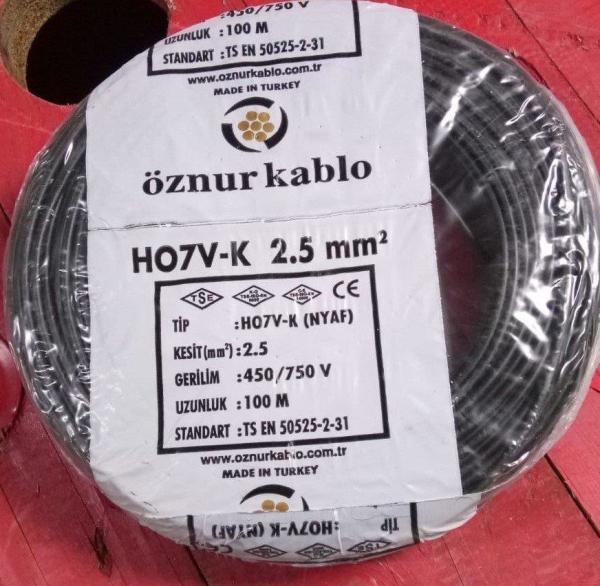 450/750 V
UZUNLUK : 100 M
STANDART : TS EN 50525-2-31
www.oznurkablo.com.tr
MADE IN TURKEY
öznur kablo
HO7V-K 2.5 mm²
TSE CE
TİP : HO7V-K (NYAF)
KESİT(mm²) : 2.5
GERİLİM : 450/750 V
UZUNLUK : 100 M
STANDART : TS EN 50525-2-31
www.oznurkablo.com.tr
MADE IN TURKEY
TİP : HO7V-K (NYAF)